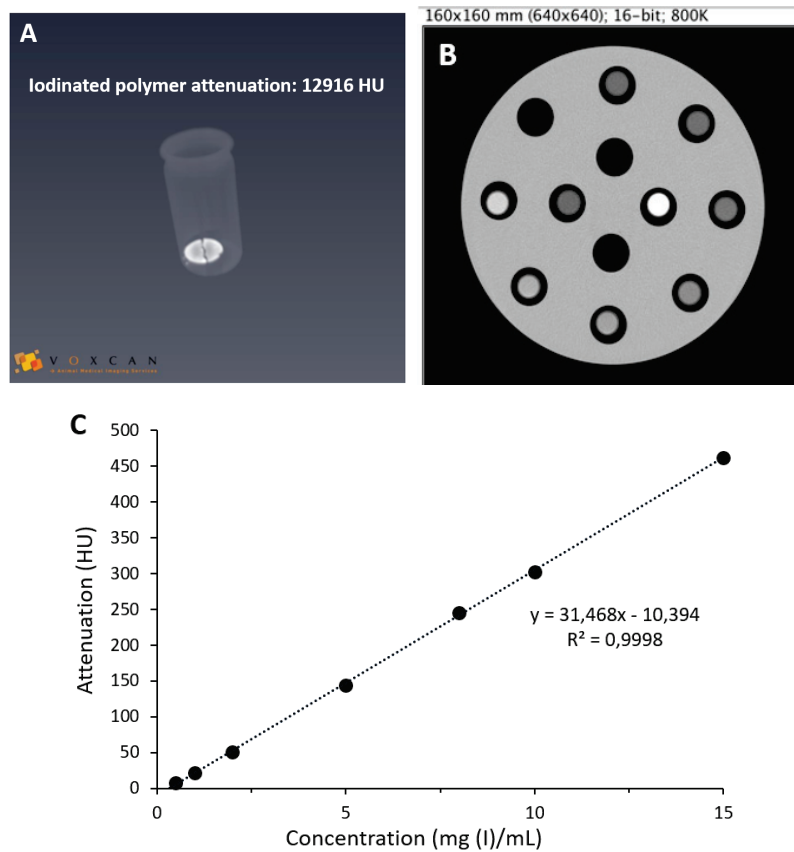 A
Iodinated polymer attenuation: 12916 HU
VOXCAN
160x160 mm (640x640); 16-bit; 800K
B
C
500
450
400
350
300
250
200
150
100
50
0
Attenuation (HU)
y = 31,468x - 10,394
R² = 0,9998
0 5 10 15
Concentration (mg (I)/mL)